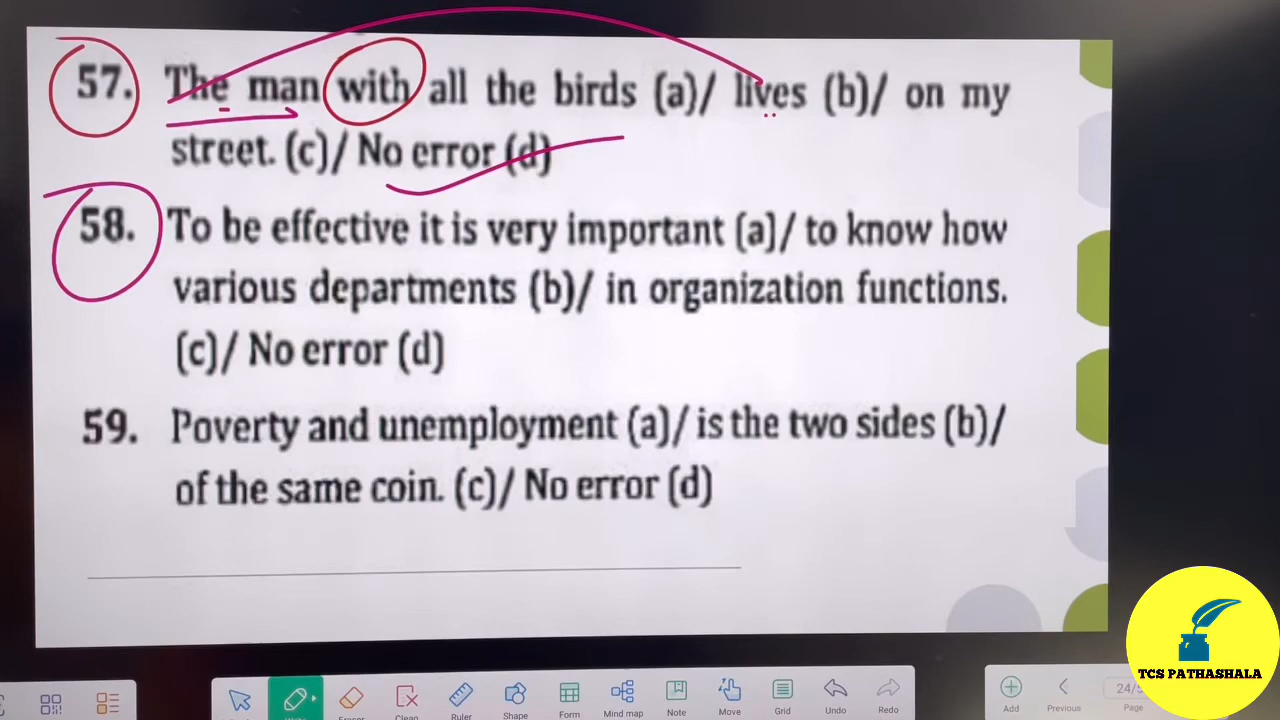 57. The man with all the birds (a)/ lives (b)/ on my
street. (c)/ No error (d)
58. To be effective it is very important (a)/ to know how
various departments (b)/ in organization functions.
(c)/ No error (d)
59. Poverty and unemployment (a)/ is the two sides (b)/
of the same coin. (c)/ No error (d)
TCS PATHASHALA
Eraser Clean Ruler Shape Form Mind map Note Move Grid Undo Redo Add Previous Page